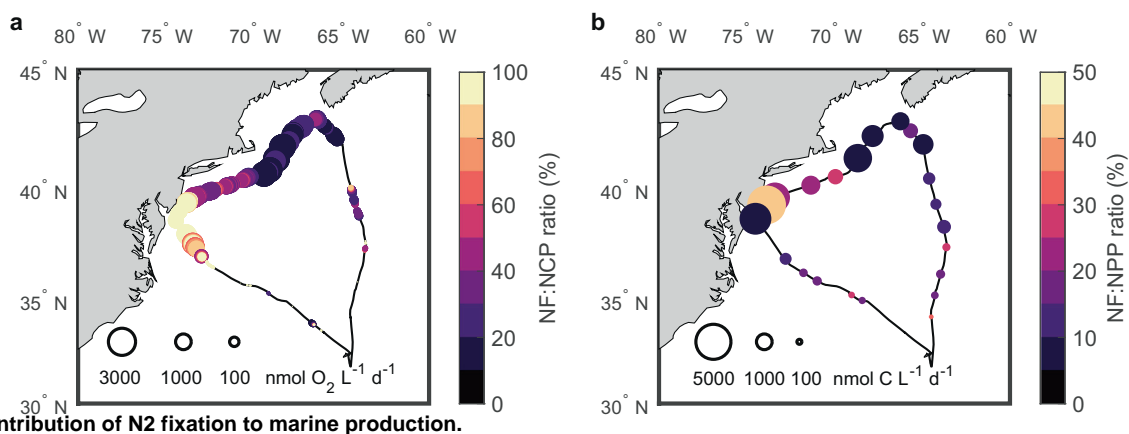 a
80° W 75° W 70° W 65° W 60° W
45° N
40° N
35° N
30° N
3000 1000 100 nmol O2 L-1 d-1
100
80
60
40
20
0
NF:NCP ratio (%)
b
80° W 75° W 70° W 65° W 60° W
45° N
40° N
35° N
30° N
5000 1000 100 nmol C L-1 d-1
50
40
30
20
10
0
NF:NPP ratio (%)
ntribution of N2 fixation to marine production.